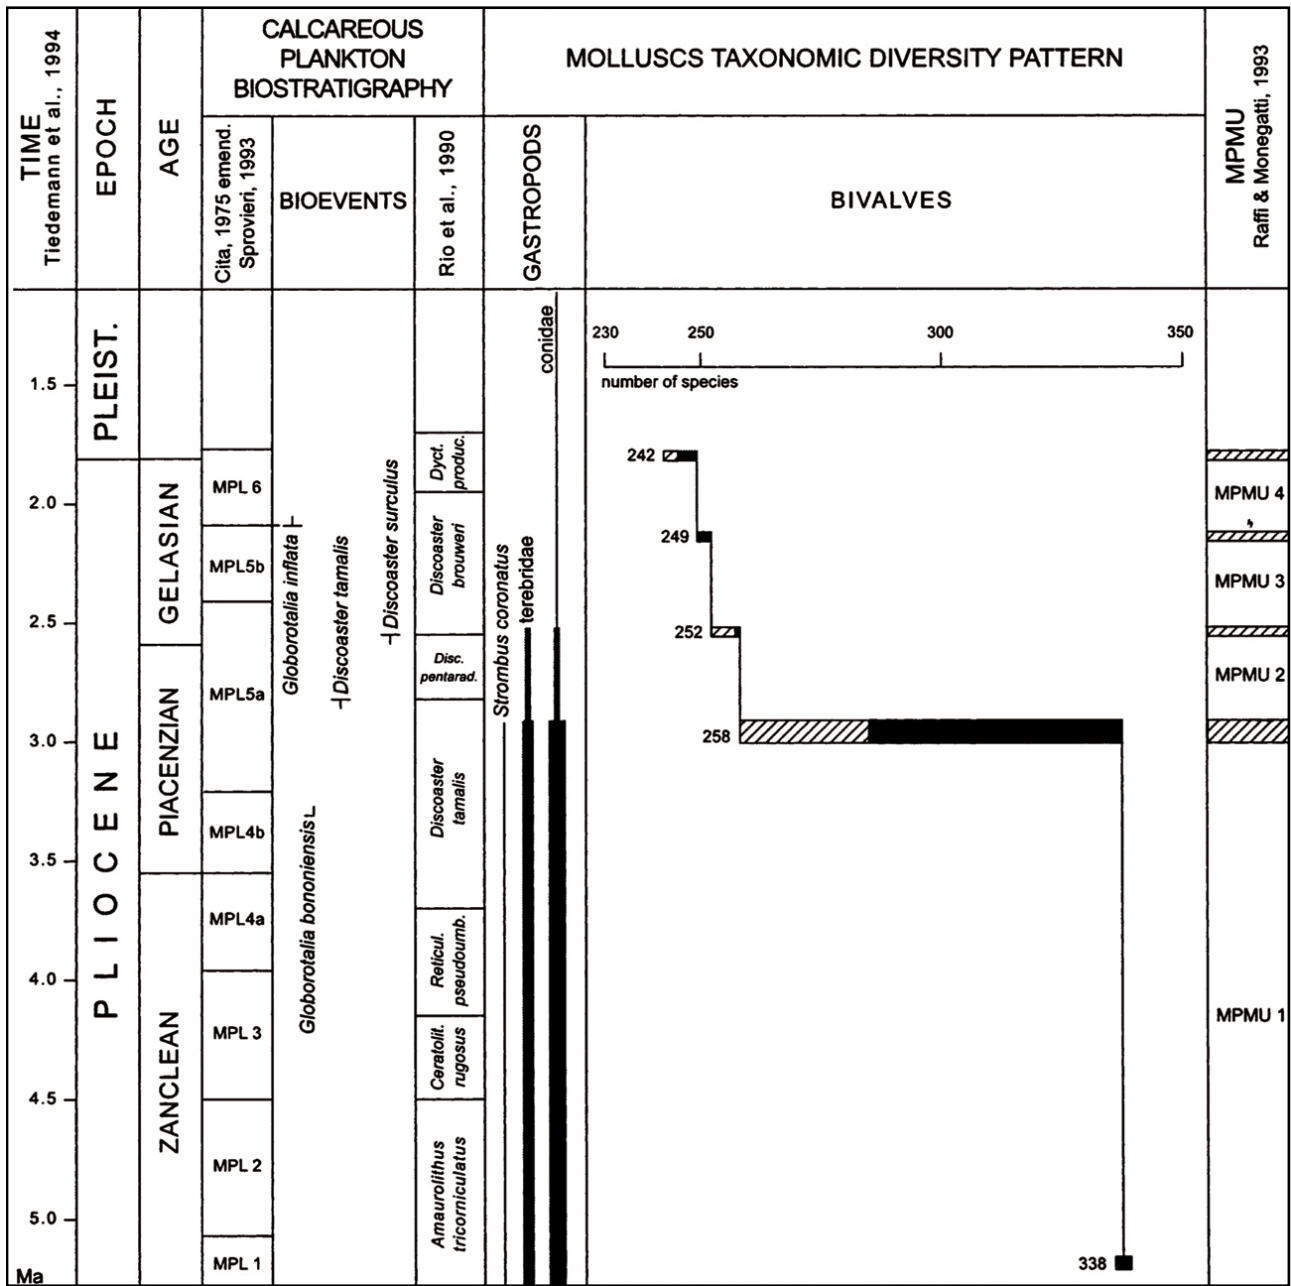 TIME
Tiedemann et al., 1994
EPOCH
AGE
CALCAREOUS
PLANKTON
BIOSTRATIGRAPHY
Cita, 1975 emend.
Sprovieri, 1993
BIOEVENTS
Rio et al., 1990
MOLLUSCS TAXONOMIC DIVERSITY PATTERN
GASTROPODS
BIVALVES
MPMU
Raffi & Monegatti, 1993
1.5
2.0
2.5
3.0
3.5
4.0
4.5
5.0
Ma
PLEIST.
PLIOCENE
GELASIAN
PIACENZIAN
ZANCLEAN
MPL 6
MPL5b
MPL5a
MPL4b
MPL4a
MPL 3
MPL 2
MPL 1
Globorotalia inflata
Discoaster tamalis
Discoaster surculus
Globorotalia bononiensis
Dyct.
produc.
Discoaster
brouweri
Disc.
pentarad.
Discoaster
tamalis
Reticul.
pseudoumb.
Ceratolit.
rugosus
Amaurolithus
tricorniculatus
Strombus coronatus
terebridae
conidae
230 250 300 350
number of species
242
249
252
258
338
MPMU 4
MPMU 3
MPMU 2
MPMU 1